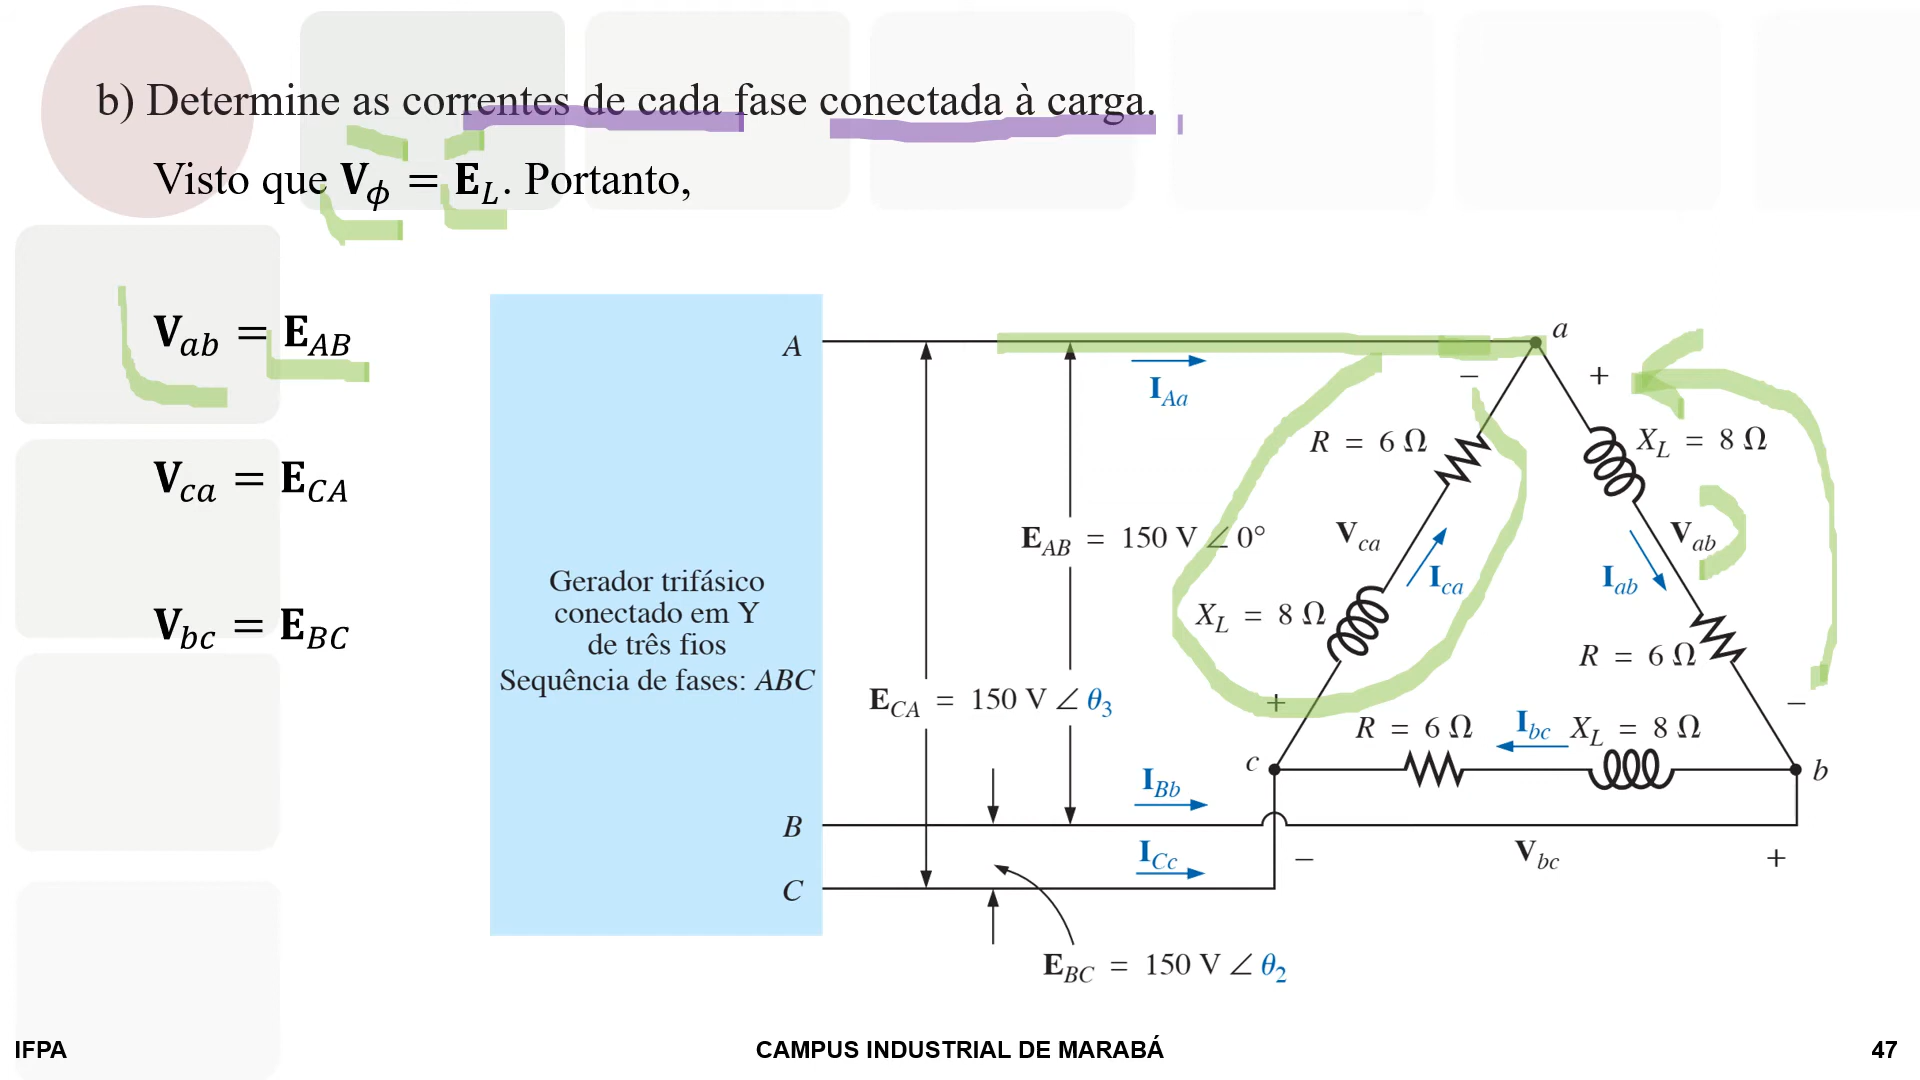 b) Determine as correntes de cada fase conectada à carga.
Visto que V_ϕ = E_L. Portanto,
V_ab = E_AB
V_ca = E_CA
V_bc = E_BC
Gerador trifásico
conectado em Y
de três fios
Sequência de fases: ABC
A
B
C
I_Aa
E_AB = 150 V ∠ 0°
E_CA = 150 V ∠ θ_3
I_Bb
I_Cc
E_BC = 150 V ∠ θ_2
a
− +
R = 6 Ω
X_L = 8 Ω
V_ca
I_ca
V_ab
I_ab
X_L = 8 Ω
R = 6 Ω
+ −
R = 6 Ω
I_bc
X_L = 8 Ω
c
b
− V_bc +
IFPA
CAMPUS INDUSTRIAL DE MARABÁ
47